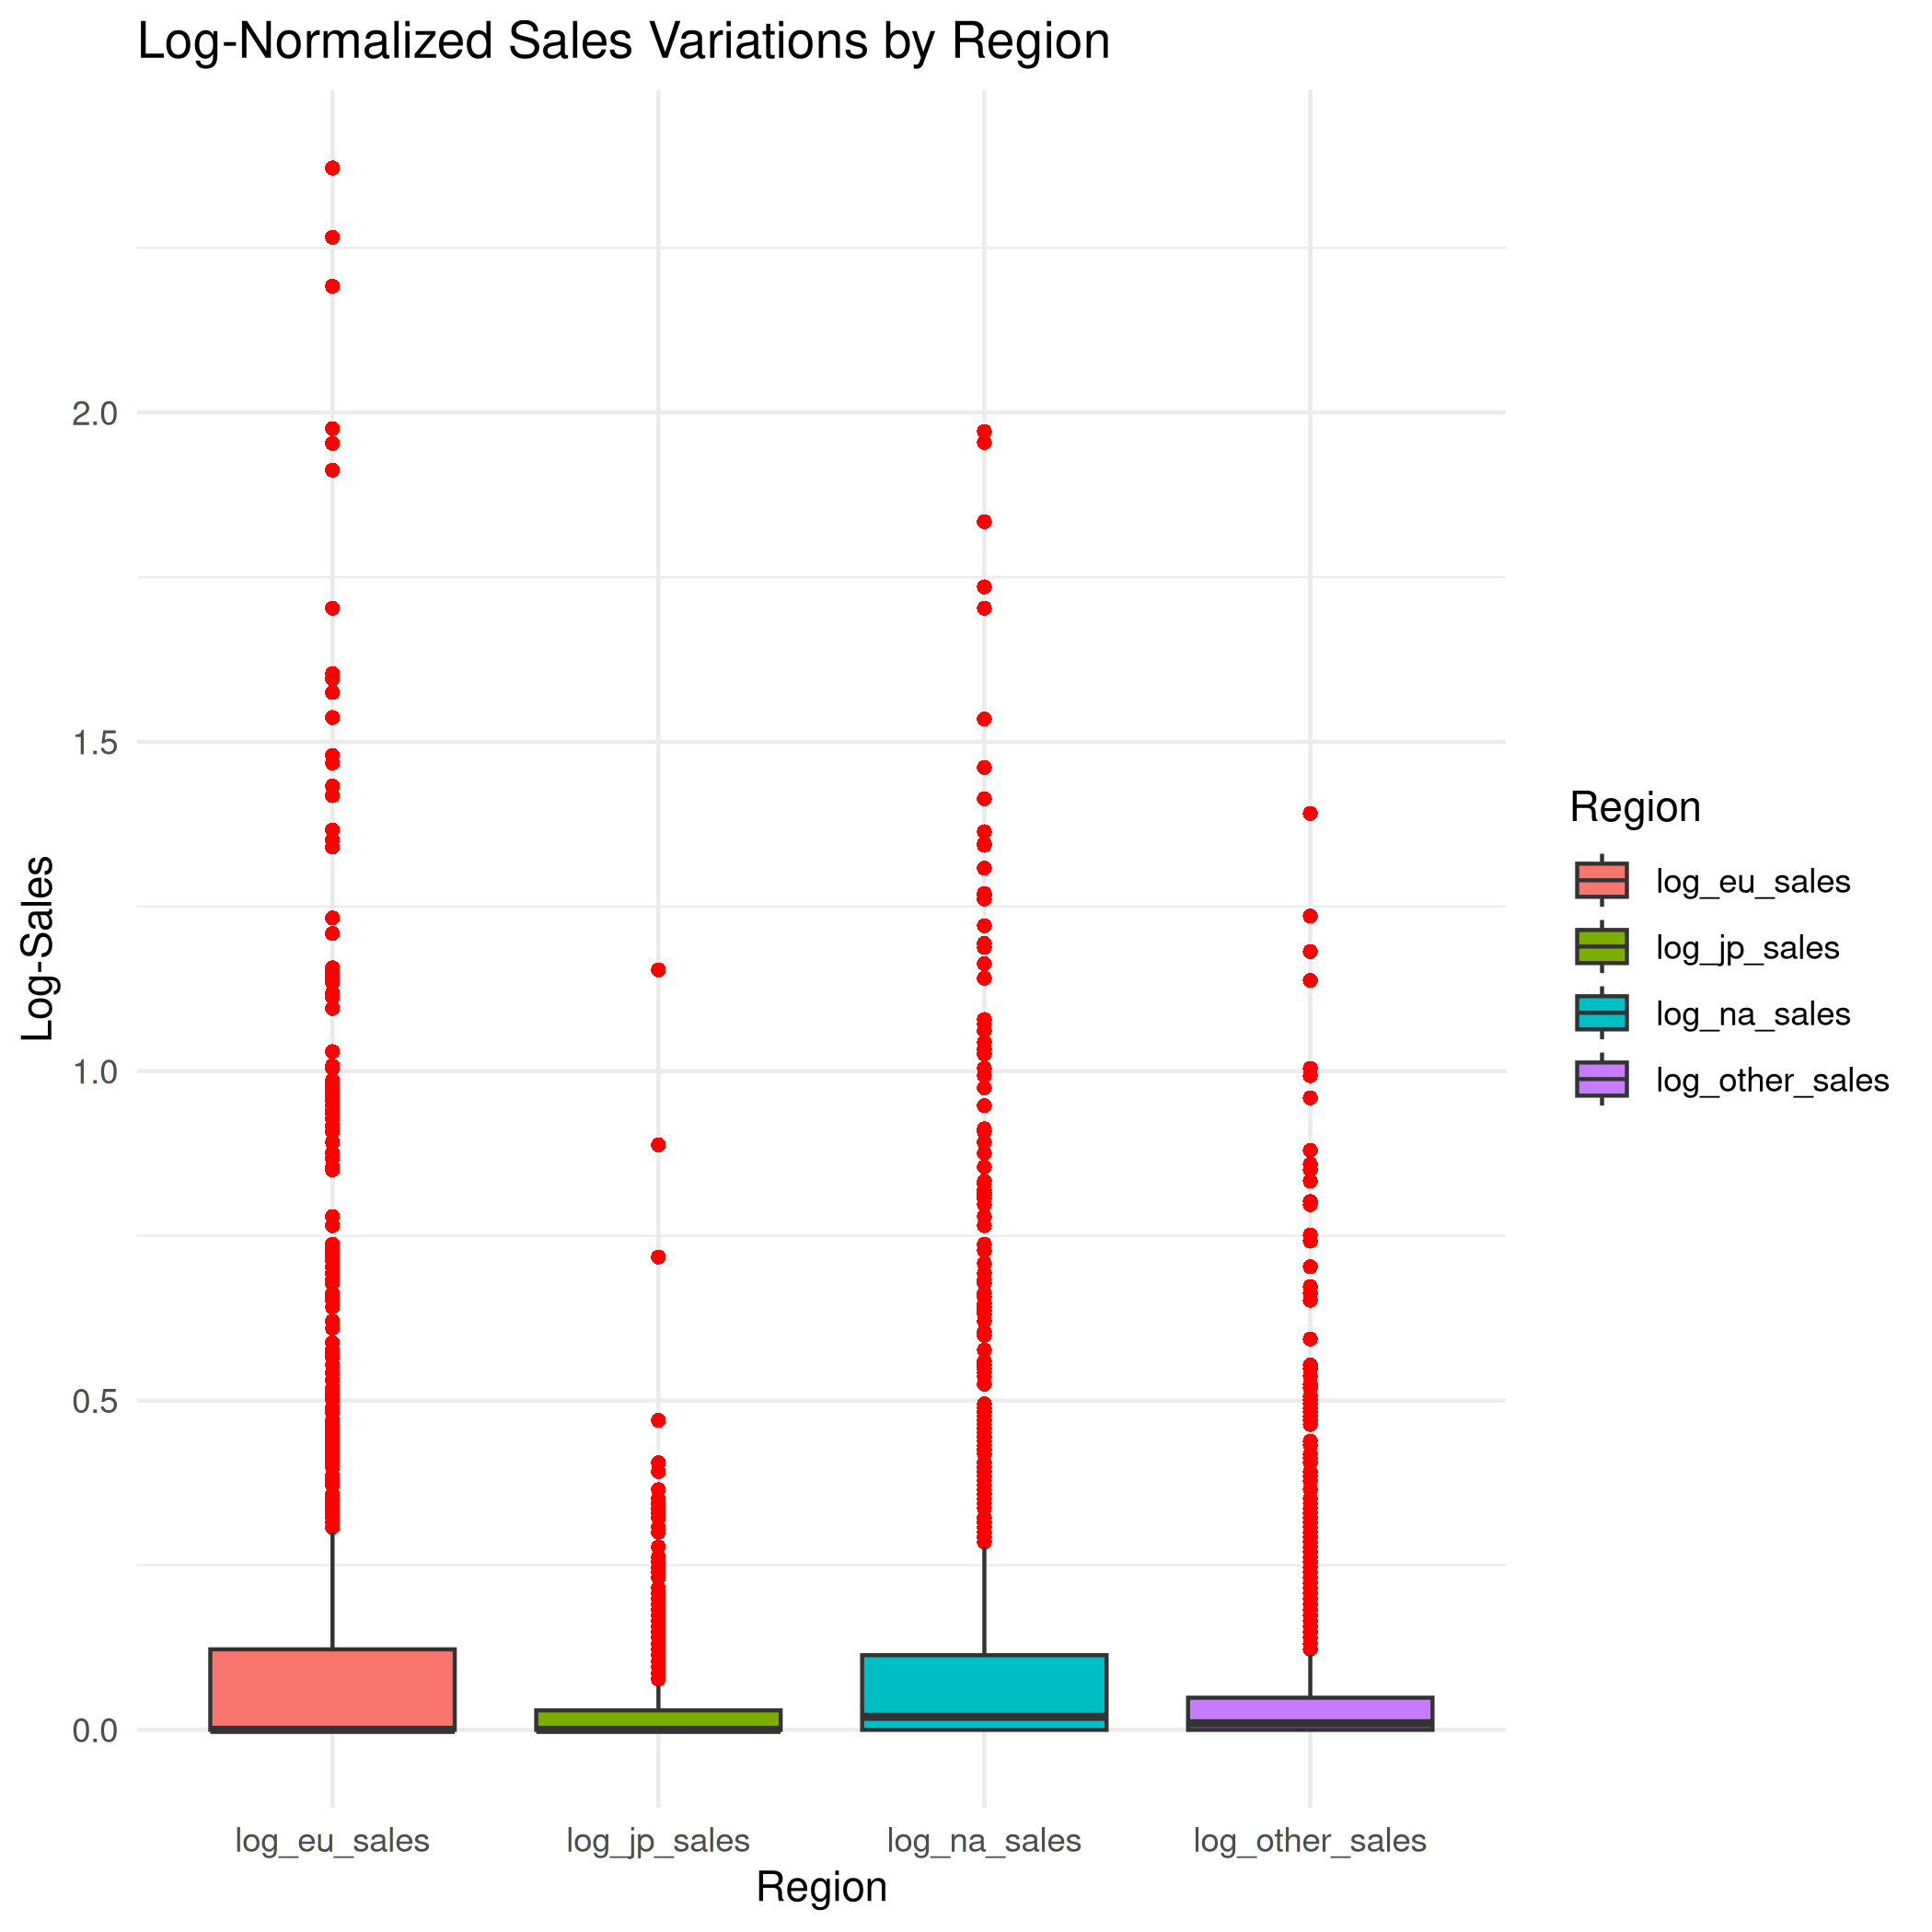 Log-Normalized Sales Variations by Region
Log-Sales
2.0
1.5
1.0
0.5
0.0
log_eu_sales
log_jp_sales
log_na_sales
log_other_sales
Region
Region
log_eu_sales
log_jp_sales
log_na_sales
log_other_sales